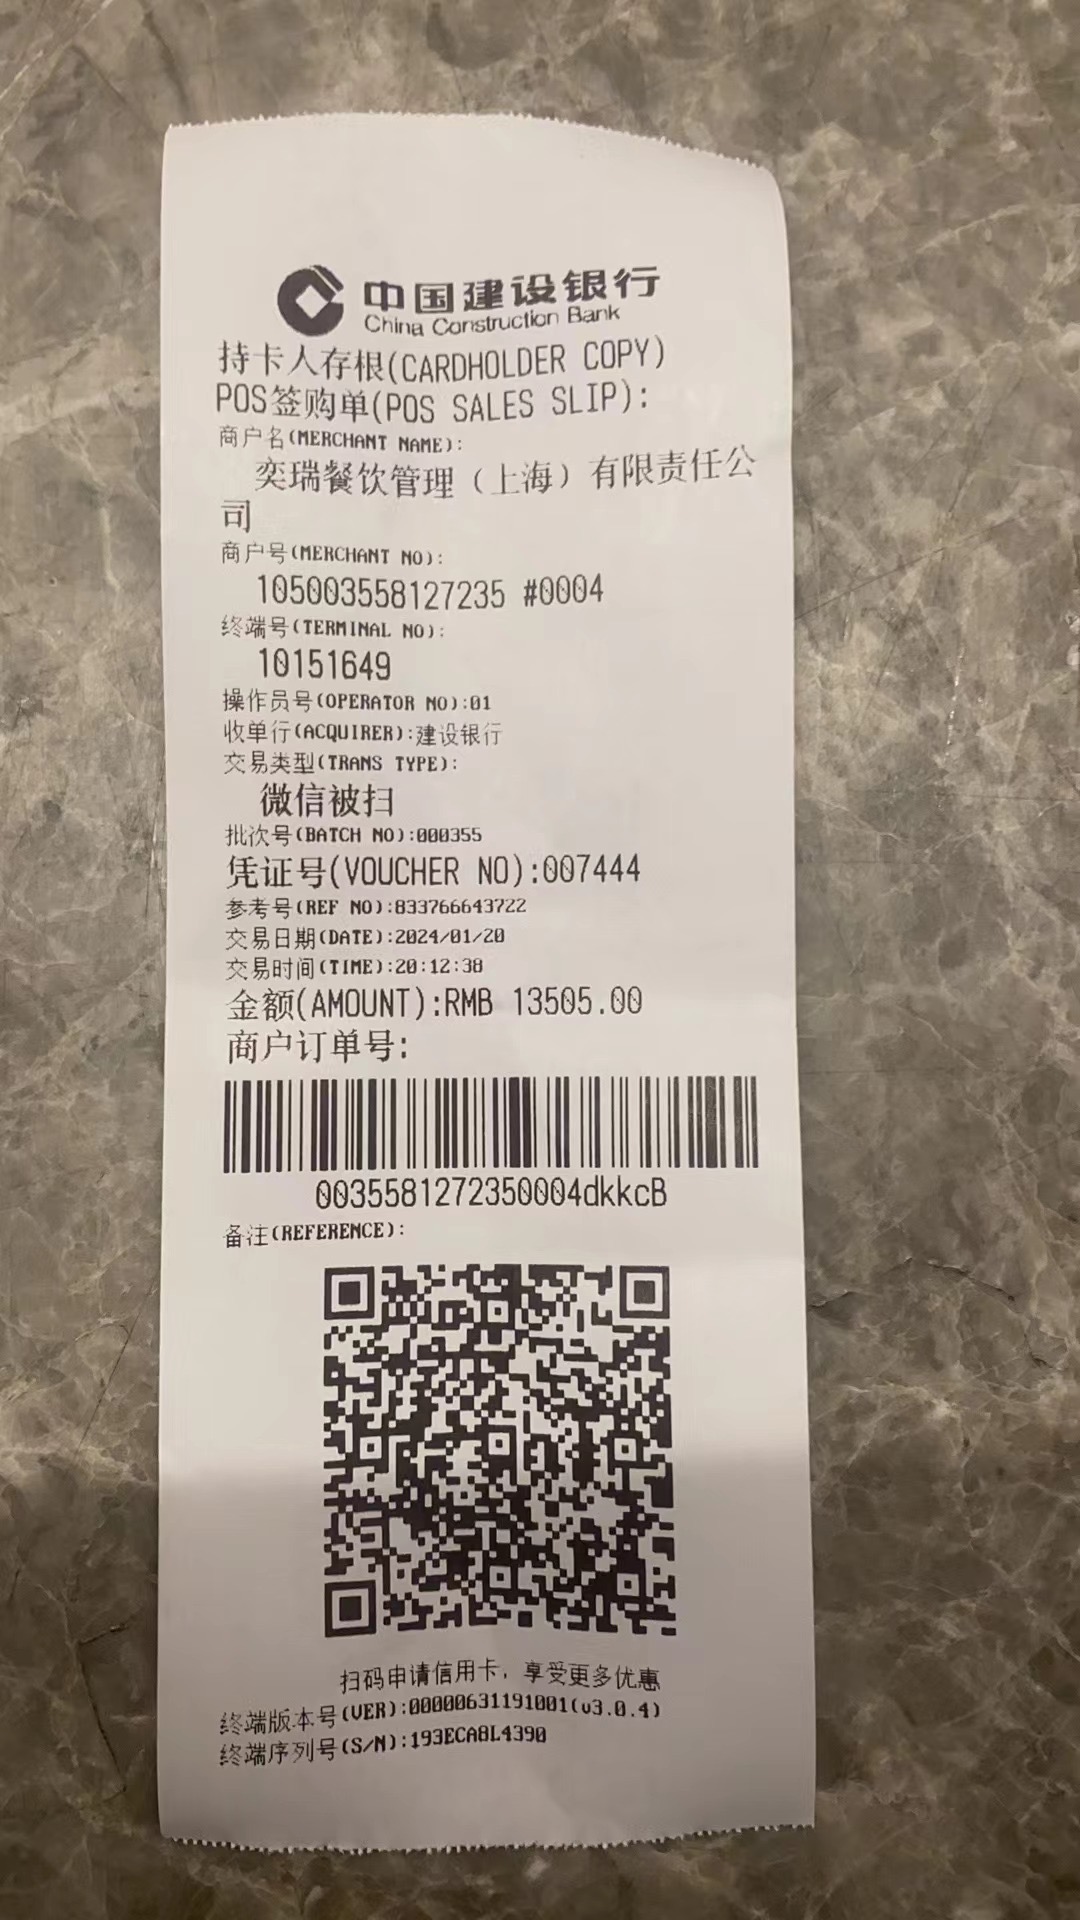 中国建设银行
China Construction Bank
持卡人存根(CARDHOLDER COPY)
POS签购单(POS SALES SLIP):
商户名(MERCHANT NAME):
奕瑞餐饮管理（上海）有限责任公
司
商户号(MERCHANT NO):
105003558127235 #0004
终端号(TERMINAL NO):
10151649
操作员号(OPERATOR NO):01
收单行(ACQUIRER):建设银行
交易类型(TRANS TYPE):
微信被扫
批次号(BATCH NO):000355
凭证号(VOUCHER NO):007444
参考号(REF NO):833766643722
交易日期(DATE):2024/01/20
交易时间(TIME):20:12:38
金额(AMOUNT):RMB 13505.00
商户订单号:
0035581272350004dkkcB
备注(REFERENCE):
扫码申请信用卡，享受更多优惠
终端版本号(VER):00000631191001(v3.0.4)
终端序列号(S/N):193ECA8L4390